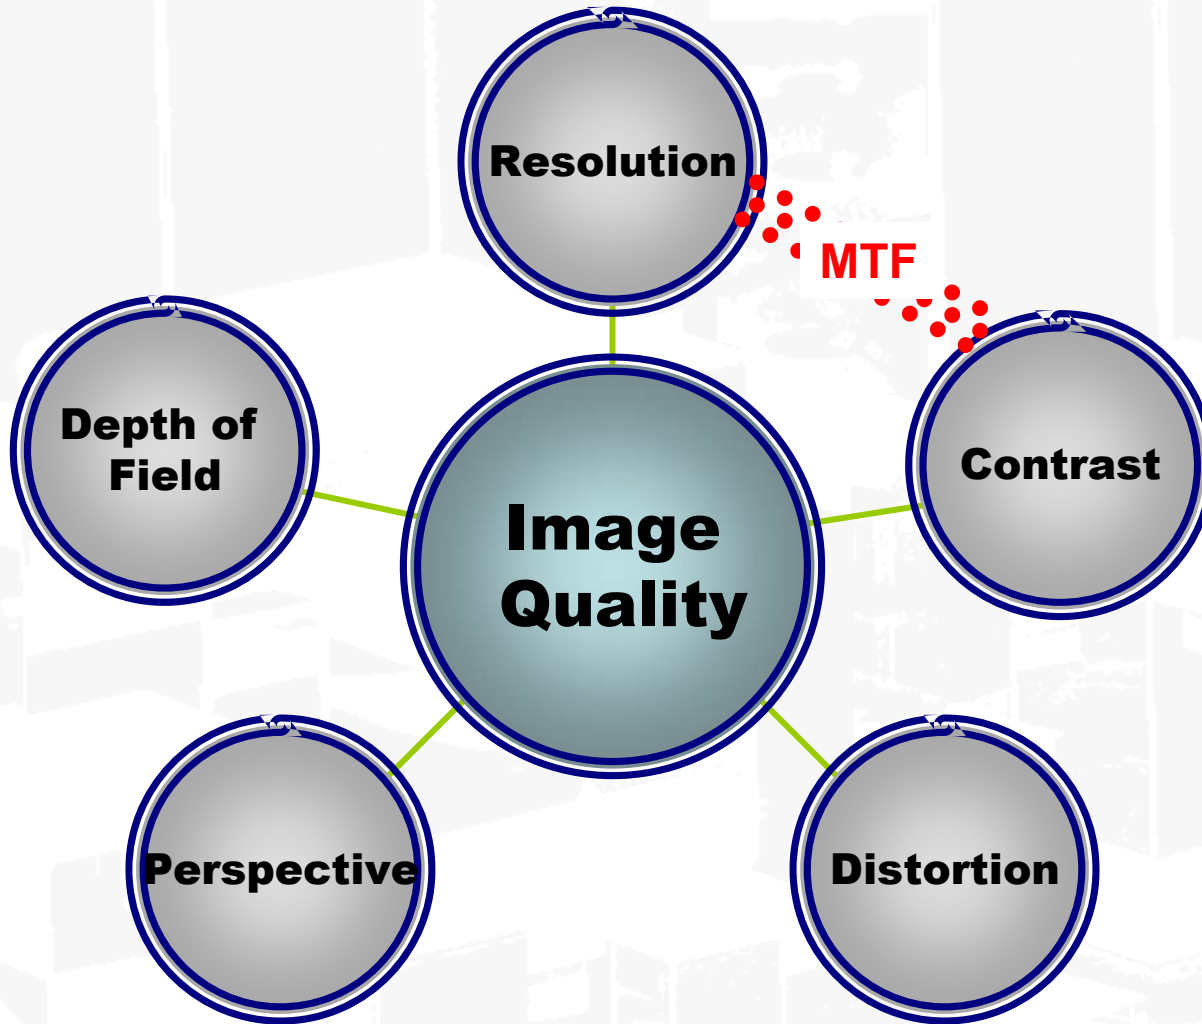 Resolution
MTF
Depth of
Field
Contrast
Image
Quality
Perspective
Distortion